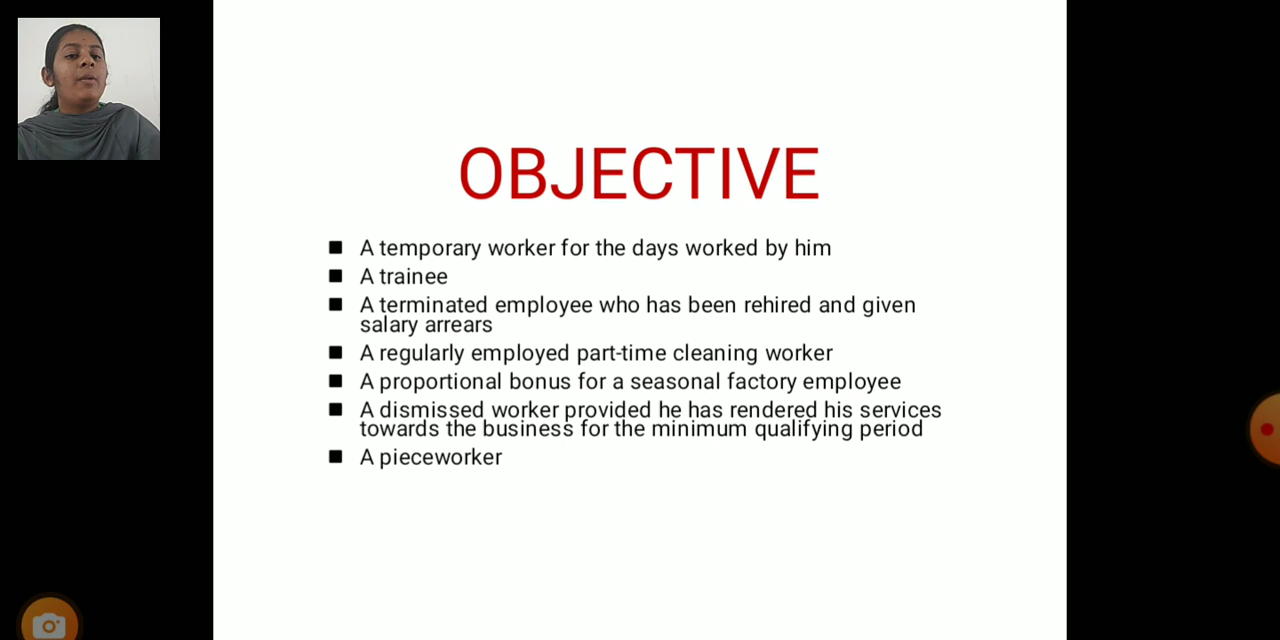 OBJECTIVE
A temporary worker for the days worked by him
A trainee
A terminated employee who has been rehired and given
salary arrears
A regularly employed part-time cleaning worker
A proportional bonus for a seasonal factory employee
A dismissed worker provided he has rendered his services
towards the business for the minimum qualifying period
A pieceworker